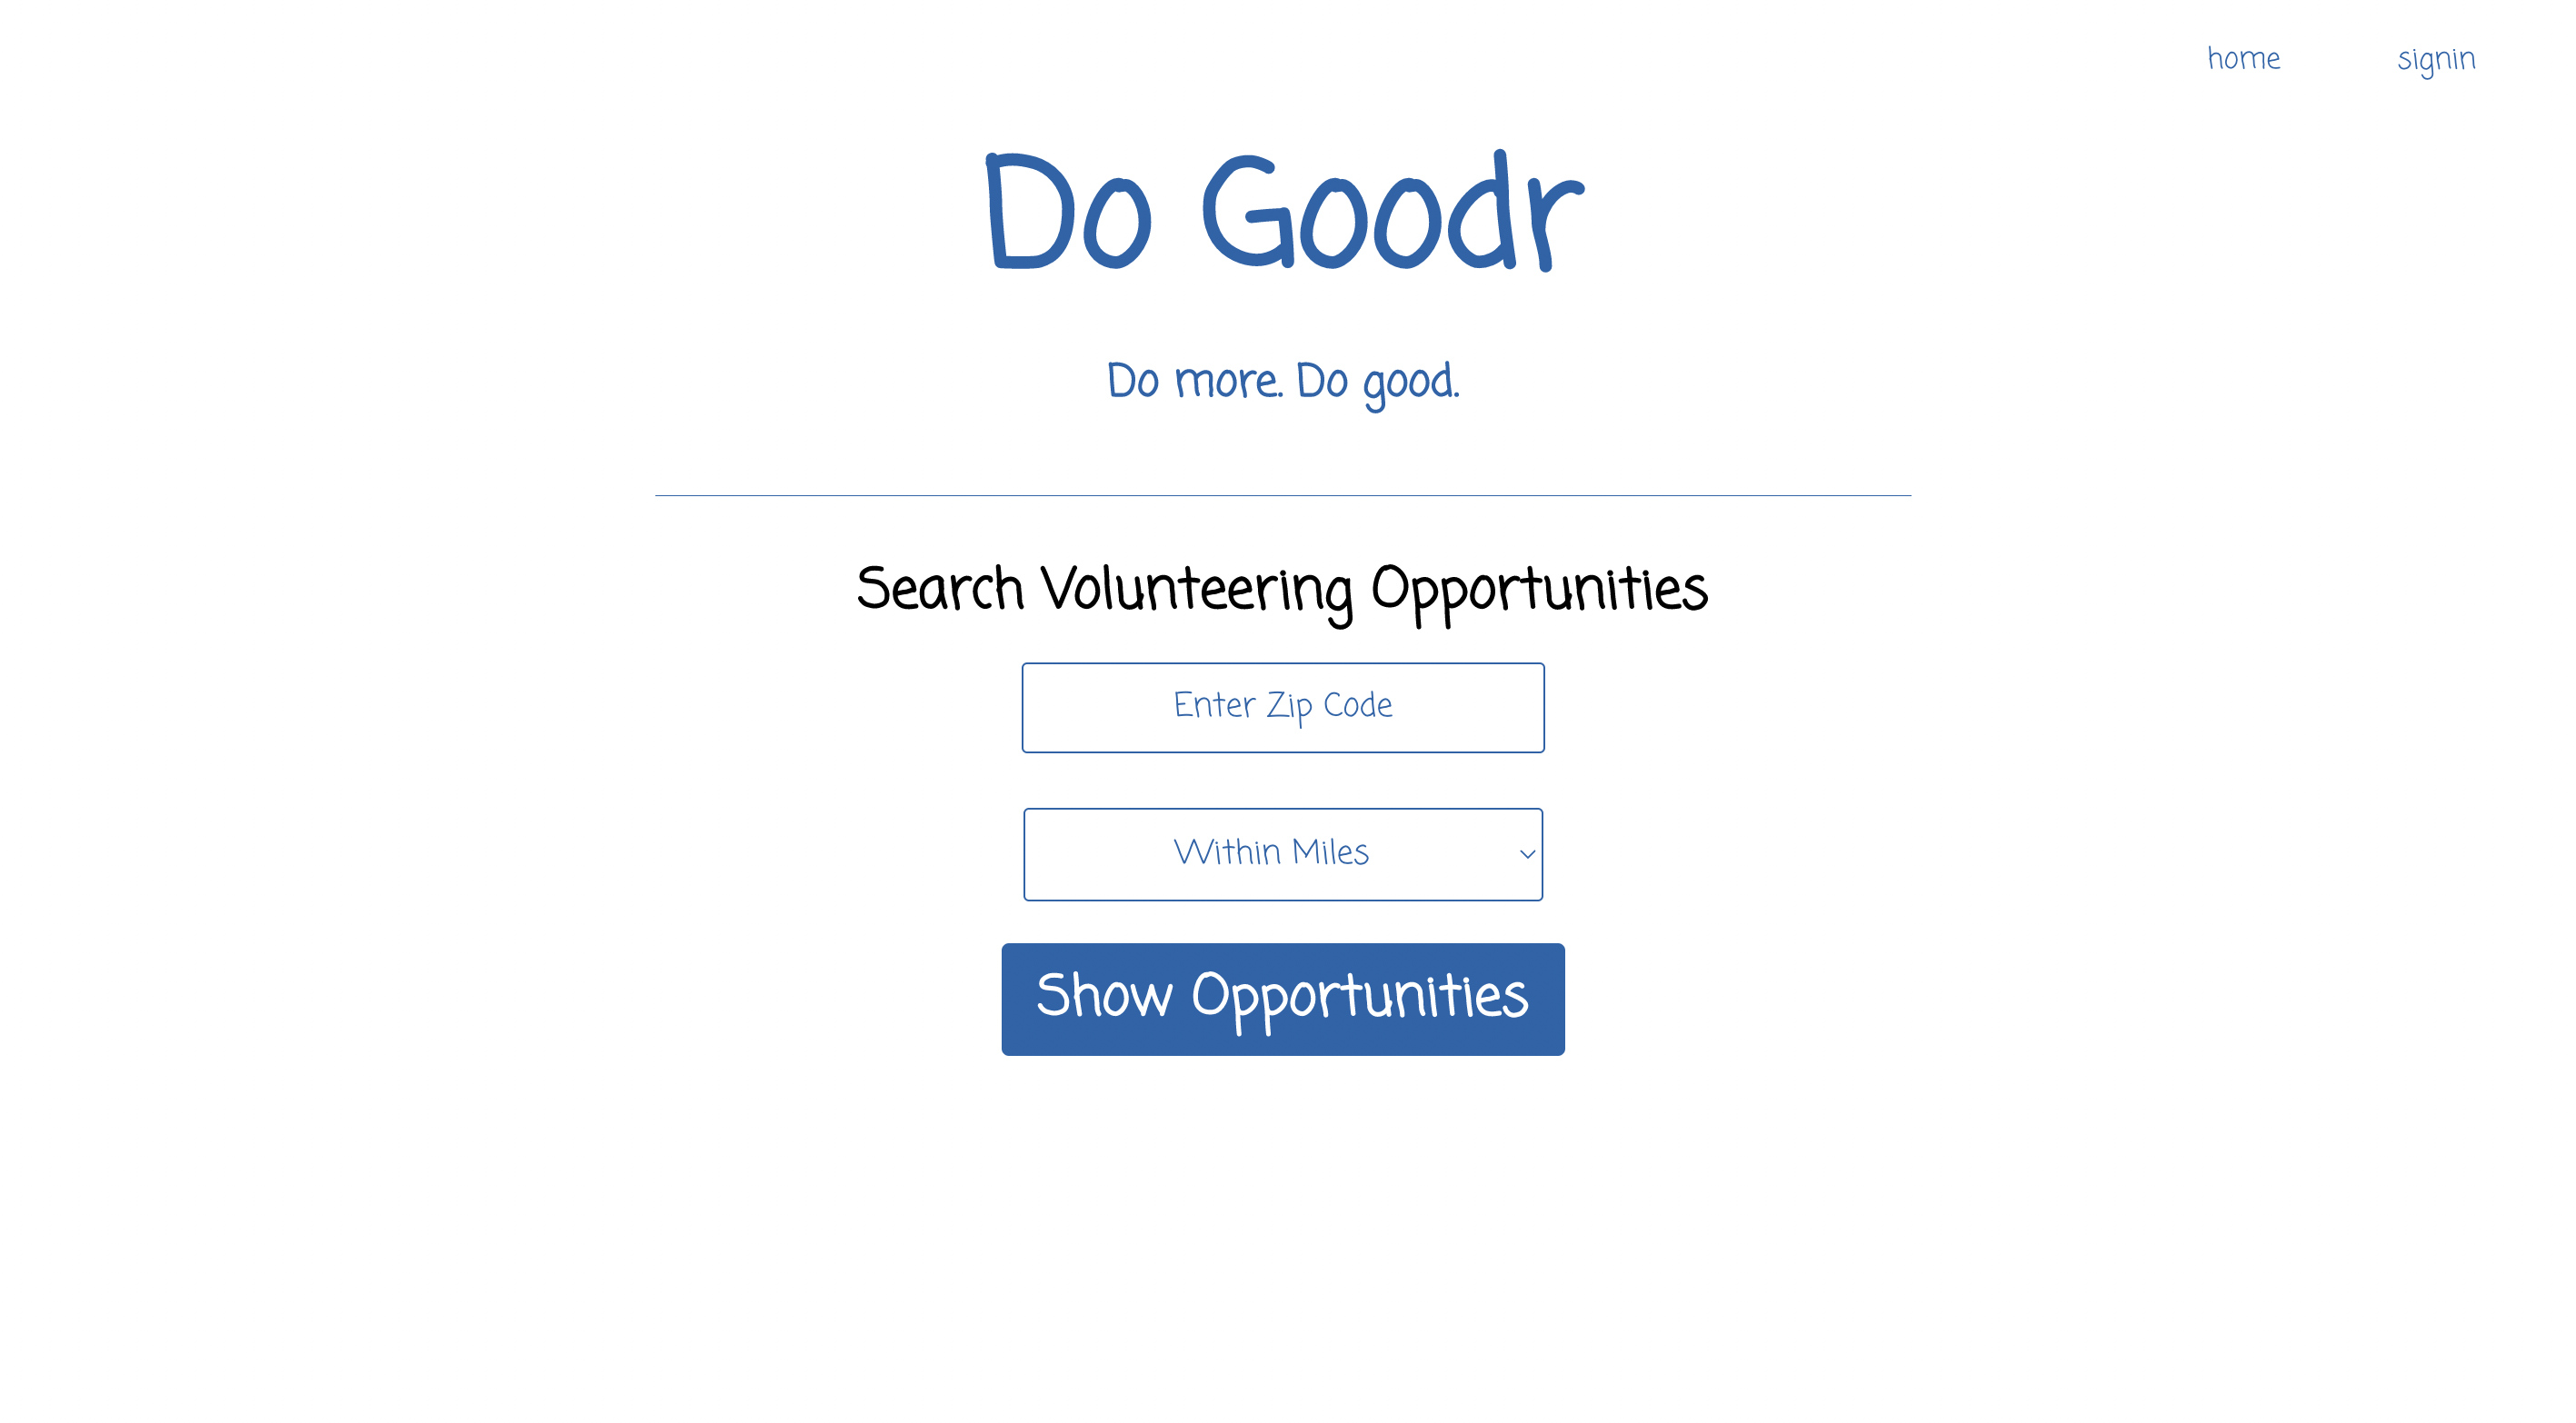 home signin
Do Goodr
Do more. Do good.
Search Volunteering Opportunities
Enter Zip Code
Within Miles
Show Opportunities